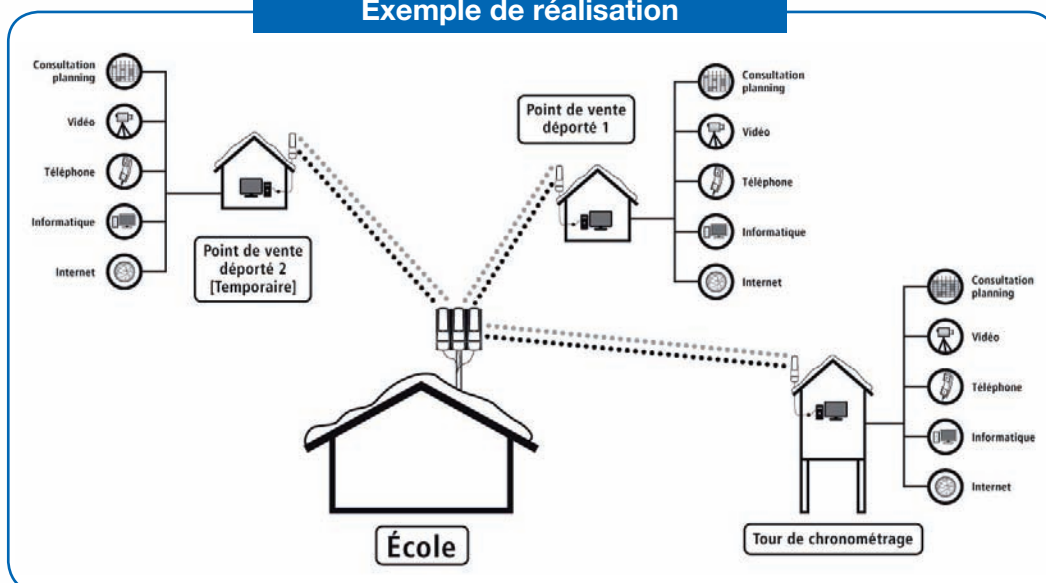 Exemple de réalisation
Consultation
planning
Vidéo
Téléphone
Informatique
Internet
Point de vente
déporté 2
[Temporaire]
Point de vente
déporté 1
Consultation
planning
Vidéo
Téléphone
Informatique
Internet
Consultation
planning
Vidéo
Téléphone
Informatique
Internet
École
Tour de chronométrage